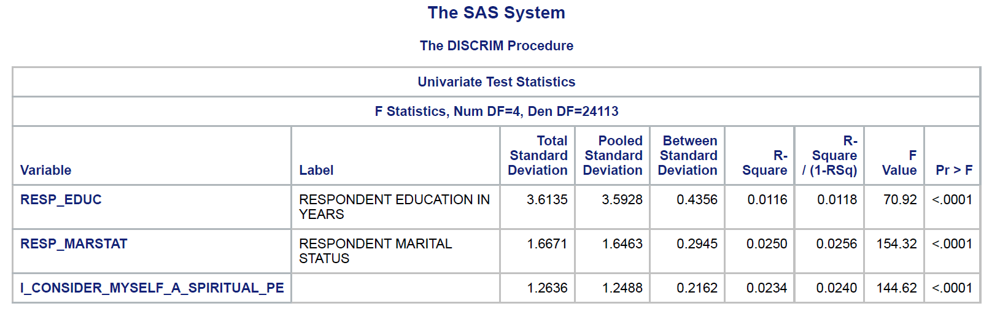 The SAS System
The DISCRIM Procedure
Univariate Test Statistics
F Statistics, Num DF=4, Den DF=24113
Variable Label Total Standard Deviation Pooled Standard Deviation Between Standard Deviation R-Square R-Square / (1-RSq) F Value Pr > F
RESP_EDUC RESPONDENT EDUCATION IN YEARS 3.6135 3.5928 0.4356 0.0116 0.0118 70.92 <.0001
RESP_MARSTAT RESPONDENT MARITAL STATUS 1.6671 1.6463 0.2945 0.0250 0.0256 154.32 <.0001
I_CONSIDER_MYSELF_A_SPIRITUAL_PE 1.2636 1.2488 0.2162 0.0234 0.0240 144.62 <.0001